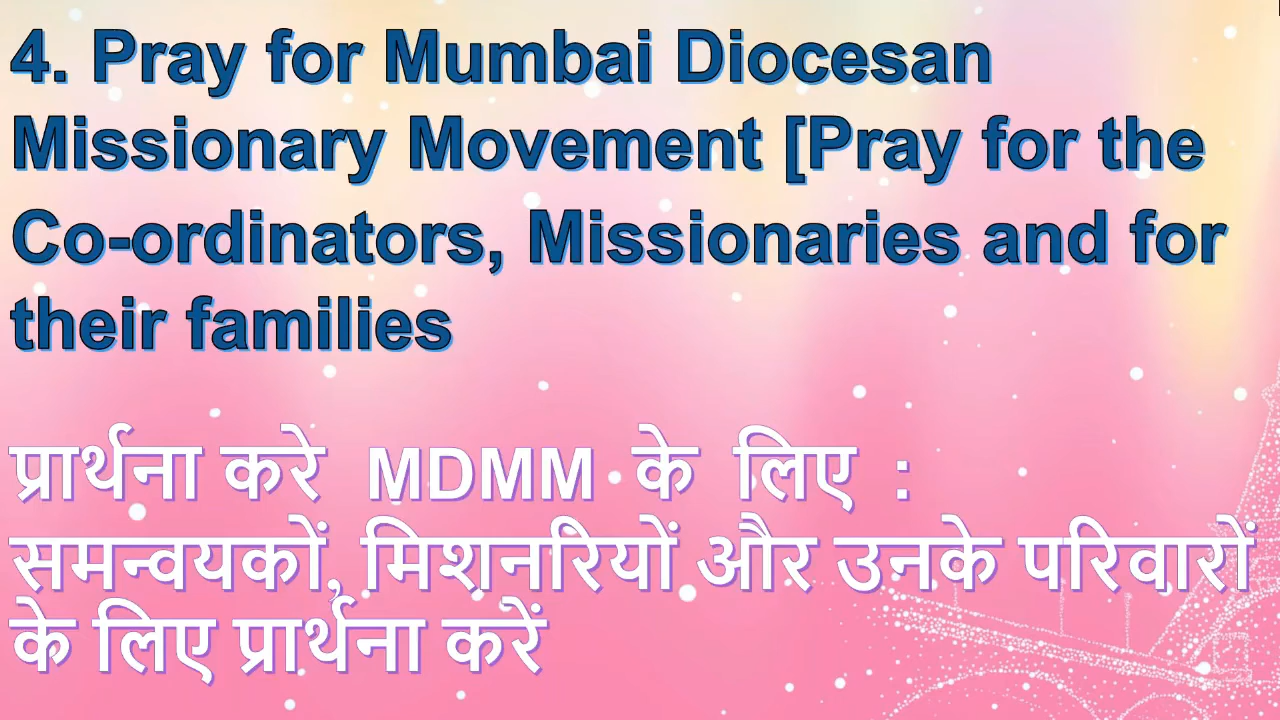 4. Pray for Mumbai Diocesan
Missionary Movement [Pray for the
Co-ordinators, Missionaries and for
their families
प्रार्थना करे MDMM के लिए :
समन्वयकों, मिशनरियों और उनके परिवारों
के लिए प्रार्थना करें